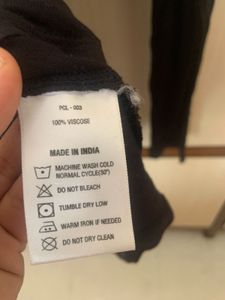 PCL - 003
100% VISCOSE
MADE IN INDIA
MACHINE WASH COLD
NORMAL CYCLE(30°)
DO NOT BLEACH
TUMBLE DRY LOW
WARM IRON IF NEEDED
DO NOT DRY CLEAN